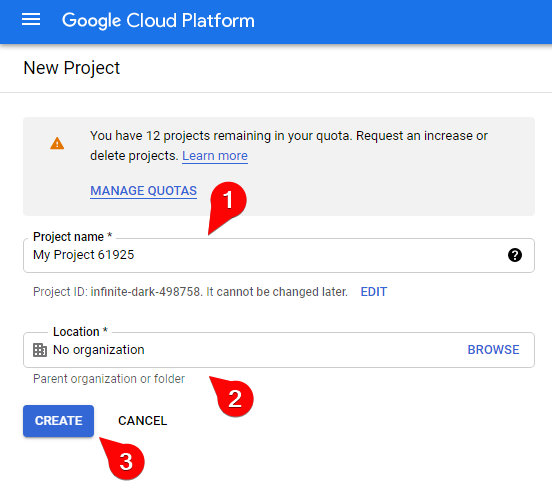 Google Cloud Platform
New Project
You have 12 projects remaining in your quota. Request an increase or
delete projects. Learn more
MANAGE QUOTAS
1
Project name *
My Project 61925
?
Project ID: infinite-dark-498758. It cannot be changed later. EDIT
Location *
No organization BROWSE
Parent organization or folder
2
CREATE CANCEL
3